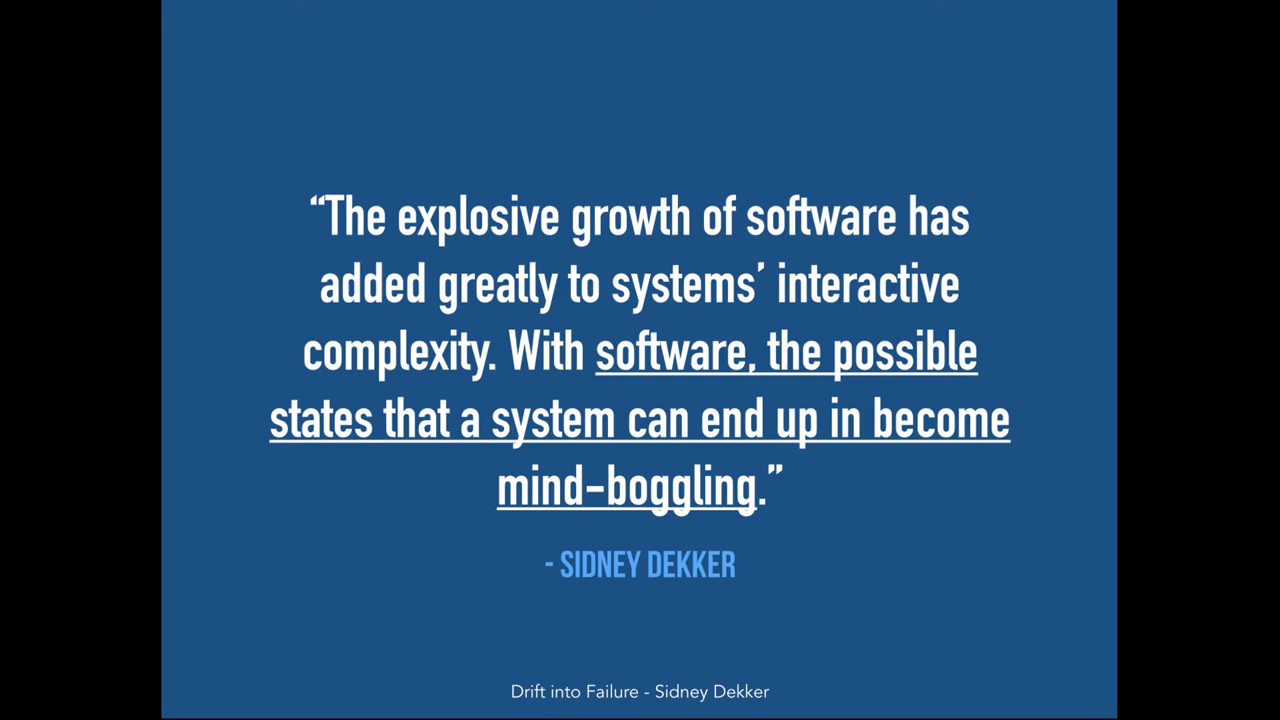 “The explosive growth of software has
added greatly to systems’ interactive
complexity. With software, the possible
states that a system can end up in become
mind-boggling.”
- SIDNEY DEKKER
Drift into Failure - Sidney Dekker